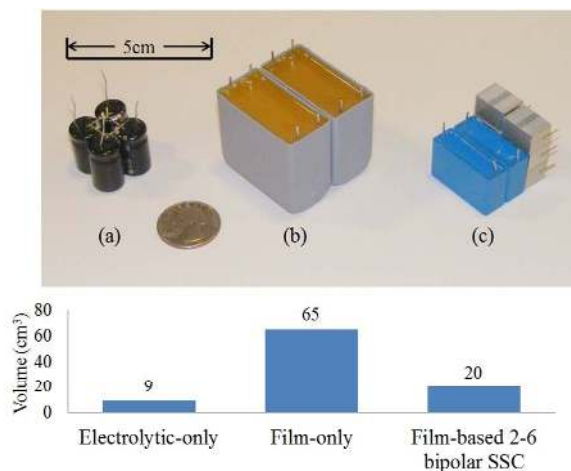 5cm
(a)
(b)
(c)
Volume (cm³)
80
60
40
20
0
9
65
20
Electrolytic-only
Film-only
Film-based 2-6
bipolar SSC